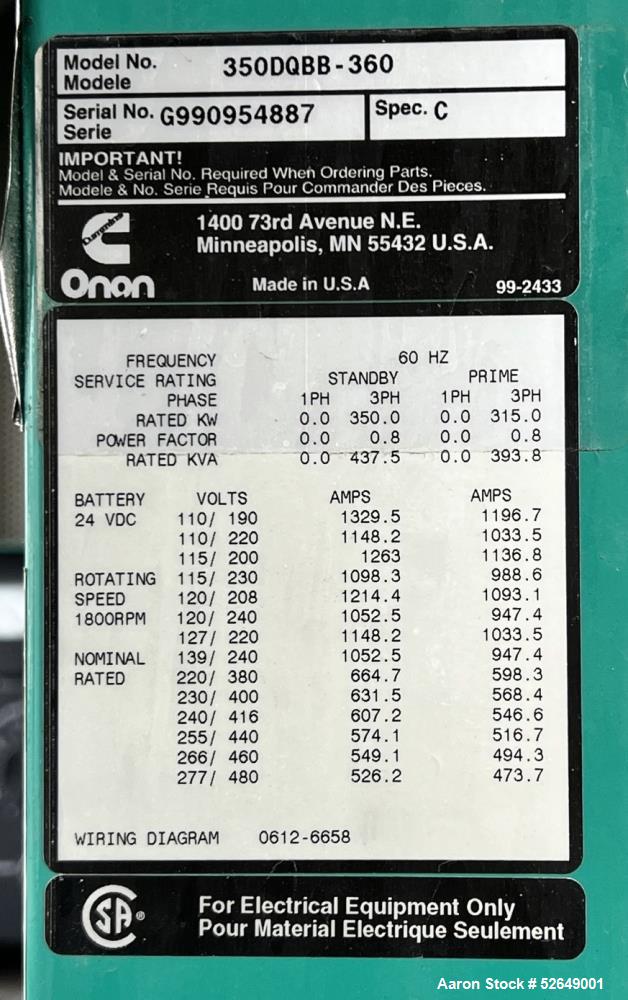 Model No. 350DQBB-360
Modele
Serial No. G990954887 Spec. C
Serie
IMPORTANT!
Model & Serial No. Required When Ordering Parts.
Modele & No. Serie Requis Pour Commander Des Pieces.
Cummins
Onan
1400 73rd Avenue N.E.
Minneapolis, MN 55432 U.S.A.
Made in U.S.A 99-2433
FREQUENCY 60 HZ
SERVICE RATING STANDBY PRIME
PHASE 1PH 3PH 1PH 3PH
RATED KW 0.0 350.0 0.0 315.0
POWER FACTOR 0.0 0.8 0.0 0.8
RATED KVA 0.0 437.5 0.0 393.8
BATTERY VOLTS AMPS AMPS
24 VDC 110/ 190 1329.5 1196.7
110/ 220 1148.2 1033.5
115/ 200 1263 1136.8
ROTATING 115/ 230 1098.3 988.6
SPEED 120/ 208 1214.4 1093.1
1800RPM 120/ 240 1052.5 947.4
127/ 220 1148.2 1033.5
NOMINAL 139/ 240 1052.5 947.4
RATED 220/ 380 664.7 598.3
230/ 400 631.5 568.4
240/ 416 607.2 546.6
255/ 440 574.1 516.7
266/ 460 549.1 494.3
277/ 480 526.2 473.7
WIRING DIAGRAM 0612-6658
SA ®
For Electrical Equipment Only
Pour Material Electrique Seulement
Aaron Stock # 52649001